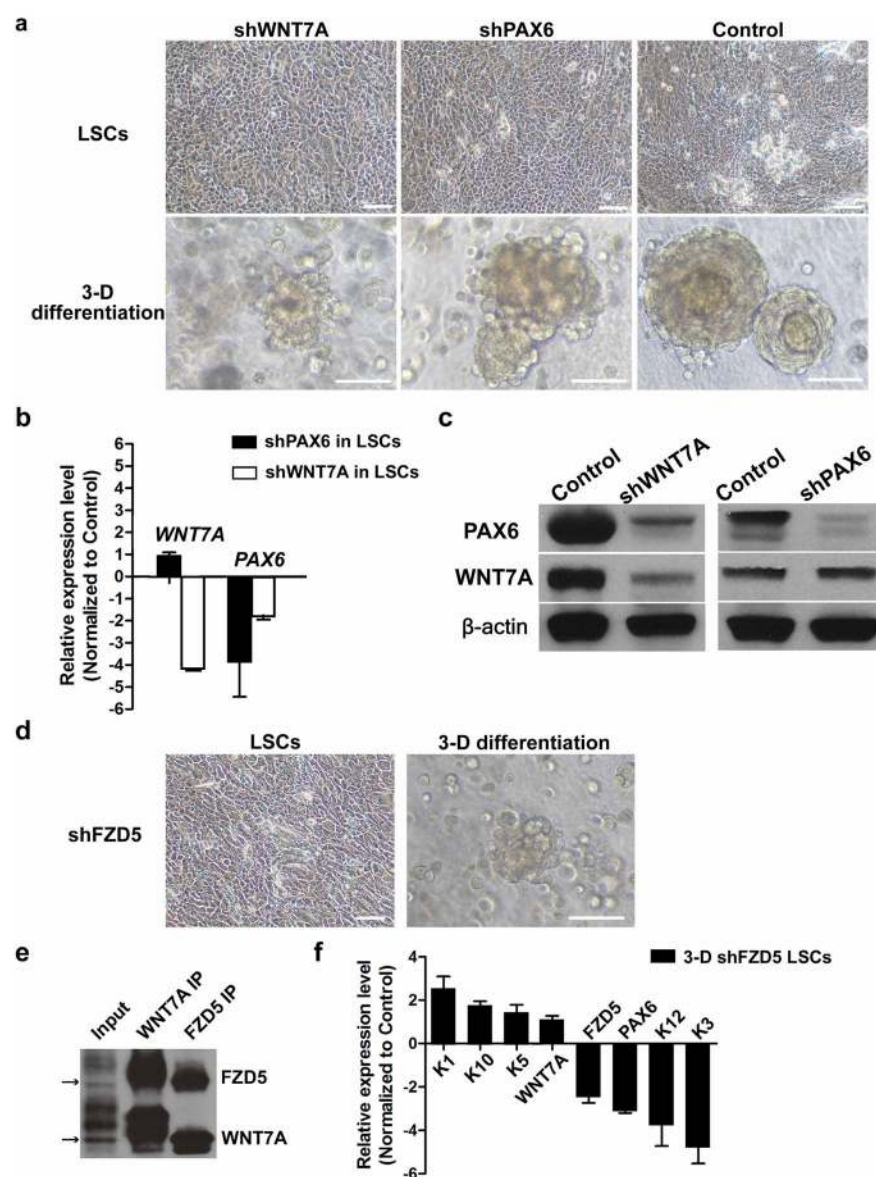 a
shWNT7A shPAX6 Control
LSCs
3-D
differentiation
b
Relative expression level
(Normalized to Control)
6
5
4
3
2
1
0
-1
-2
-3
-4
-5
-6
shPAX6 in LSCs
shWNT7A in LSCs
WNT7A
PAX6
c
Control shWNT7A Control shPAX6
PAX6
WNT7A
β-actin
d
LSCs 3-D differentiation
shFZD5
e
Input WNT7A IP FZD5 IP
→ FZD5
→ WNT7A
f
Relative expression level
(Normalized to Control)
4
2
0
-2
-4
-6
3-D shFZD5 LSCs
K1 K10 K5 WNT7A FZD5 PAX6 K12 K3